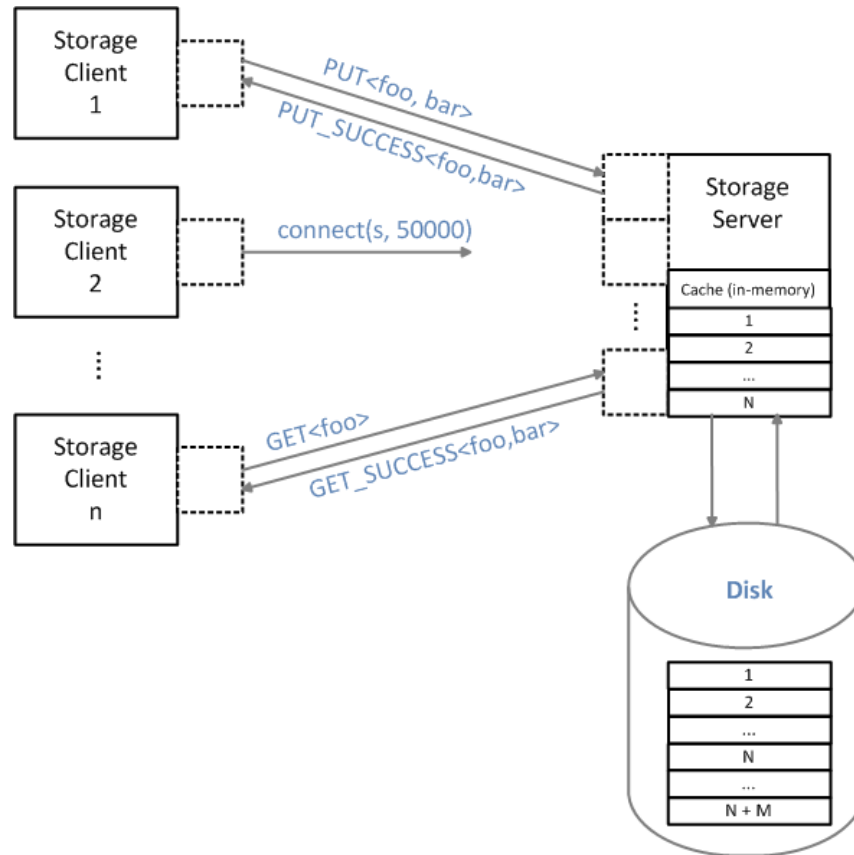 Storage
Client
1
PUT<foo, bar>
PUT_SUCCESS<foo,bar>
Storage
Server
Storage
Client
2
connect(s, 50000)
Cache (in-memory)
1
2
...
N
Storage
Client
n
GET<foo>
GET_SUCCESS<foo,bar>
Disk
1
2
...
N
...
N + M